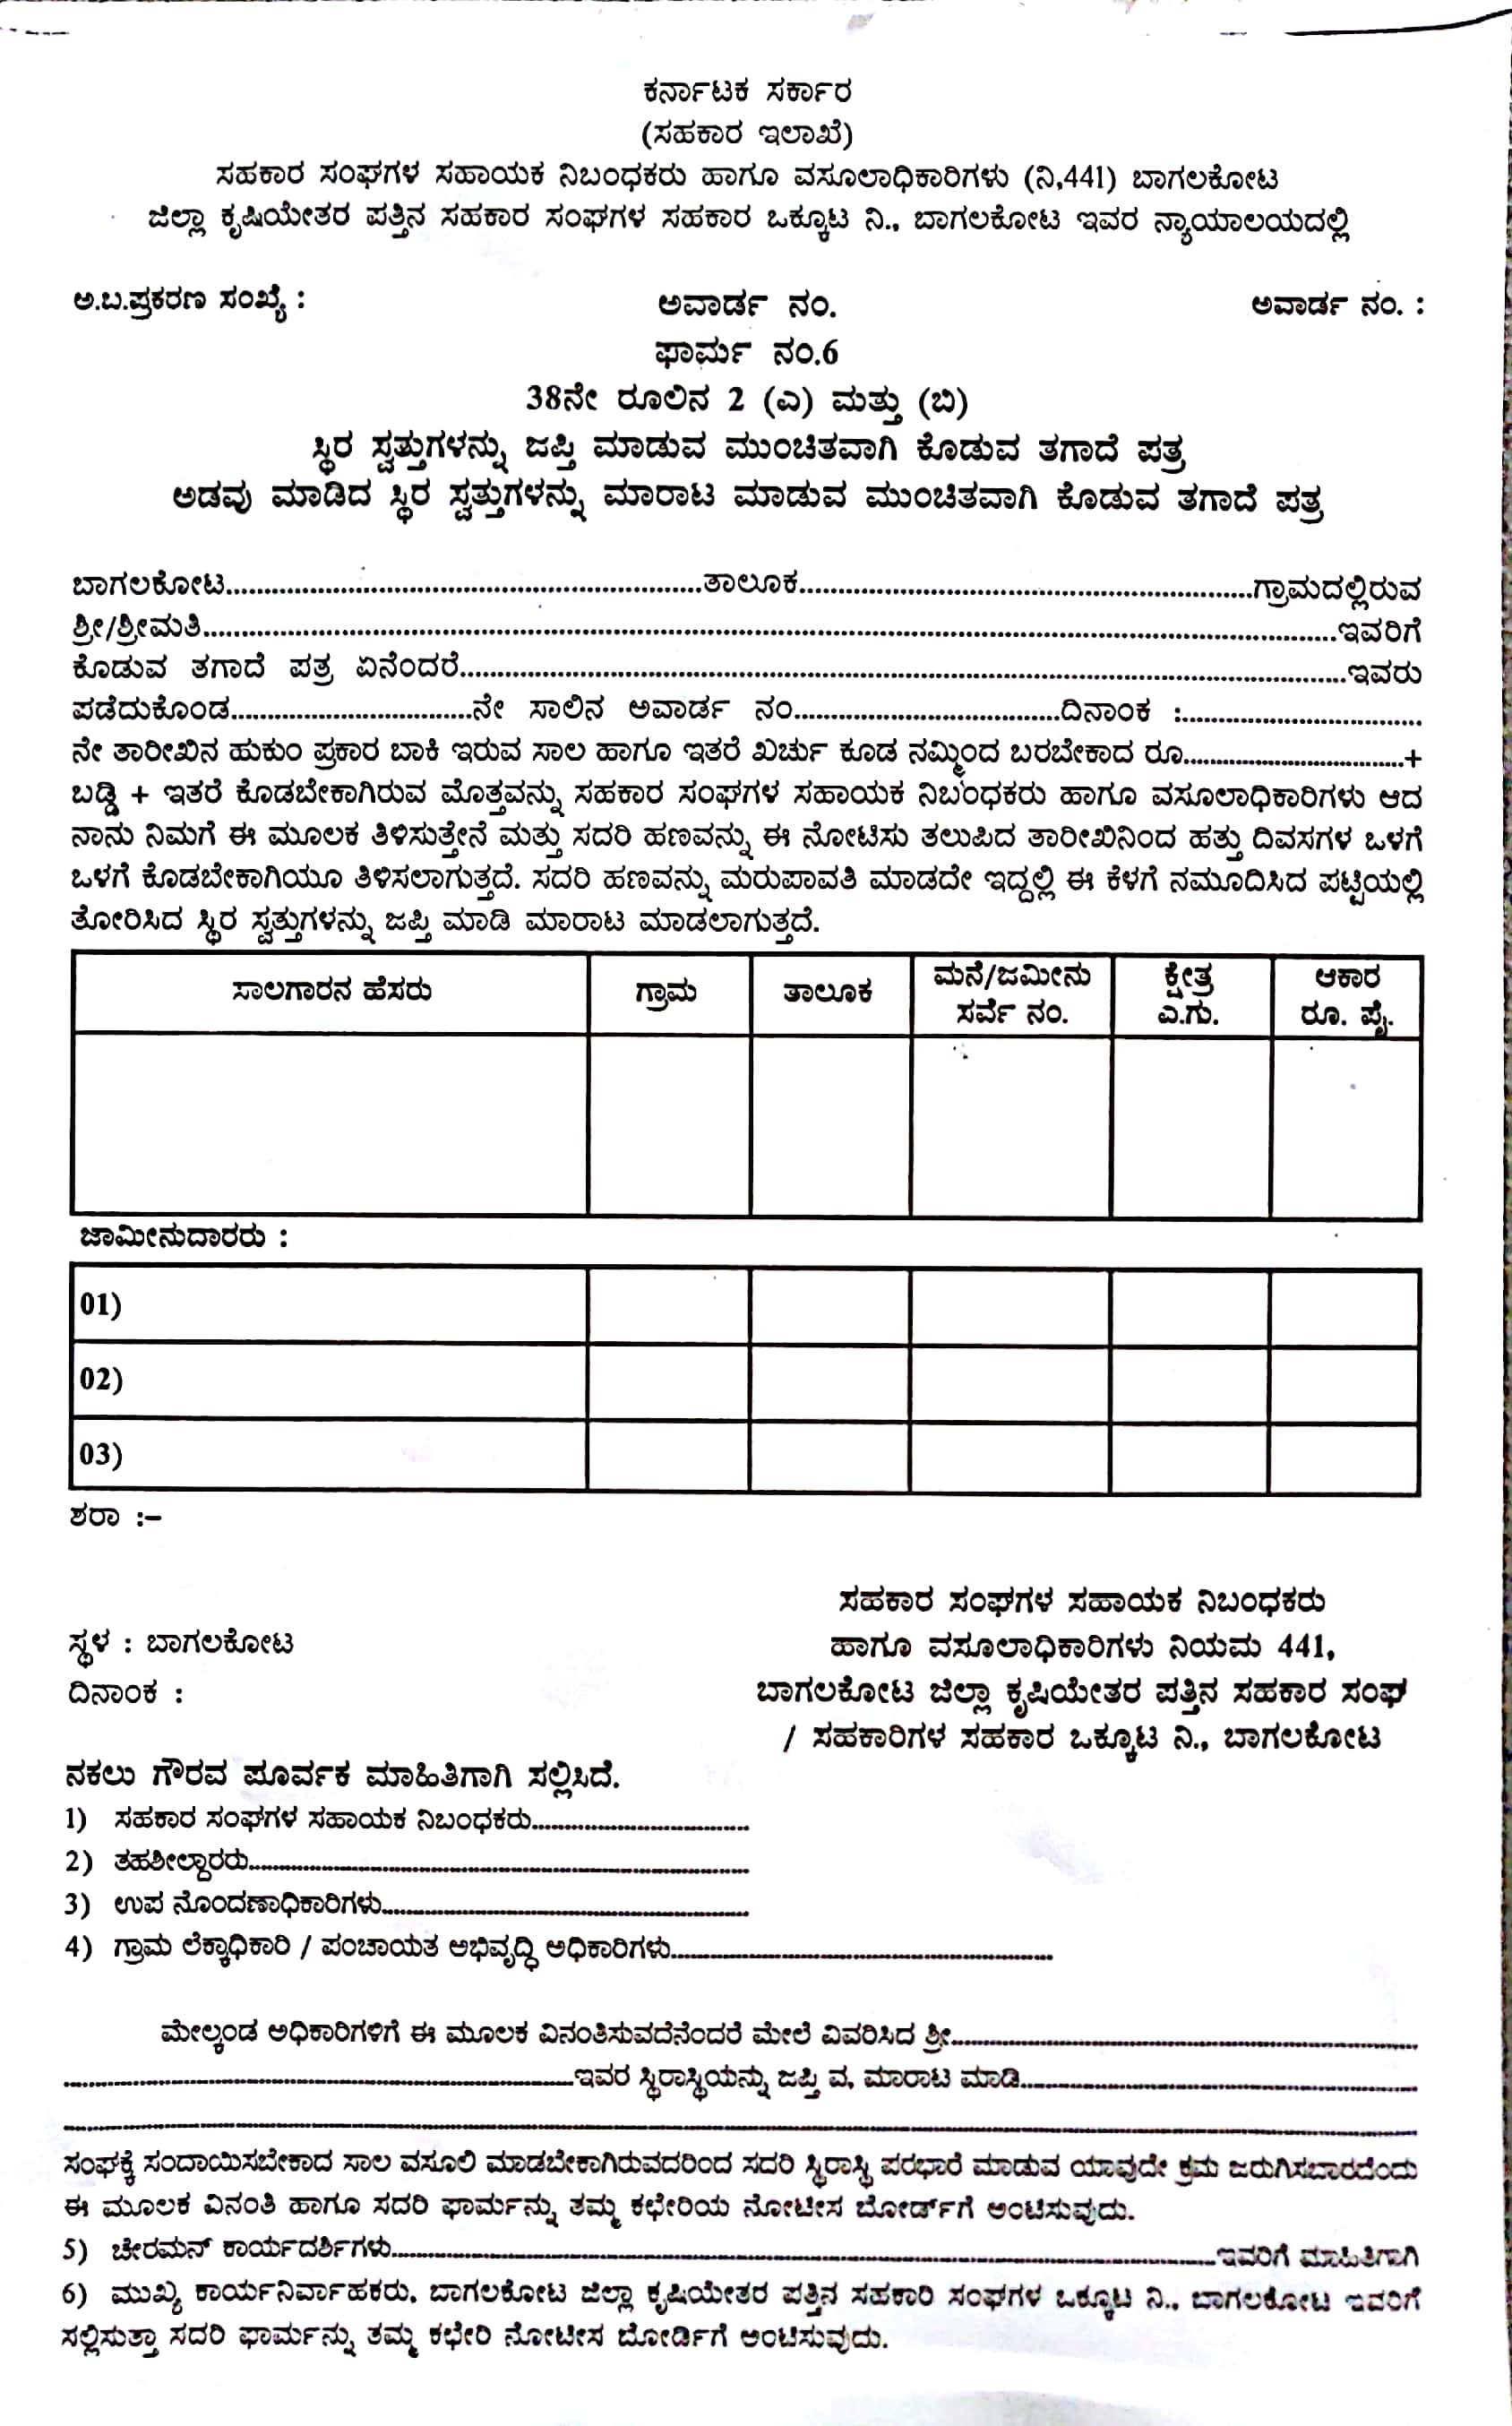 ಕರ್ನಾಟಕ ಸರ್ಕಾರ
(ಸಹಕಾರ ಇಲಾಖೆ)
ಸಹಕಾರ ಸಂಘಗಳ ಸಹಾಯಕ ನಿಬಂಧಕರು ಹಾಗೂ ವಸೂಲಾಧಿಕಾರಿಗಳು (ನಿ,441) ಬಾಗಲಕೋಟ
ಜಿಲ್ಲಾ ಕೃಷಿಯೇತರ ಪತ್ತಿನ ಸಹಕಾರ ಸಂಘಗಳ ಸಹಕಾರ ಒಕ್ಕೂಟ ನಿ., ಬಾಗಲಕೋಟ ಇವರ ನ್ಯಾಯಾಲಯದಲ್ಲಿ
ಅ.ಬ.ಪ್ರಕರಣ ಸಂಖ್ಯೆ : ಅವಾರ್ಡ ನಂ. ಅವಾರ್ಡ ನಂ. :
ಫಾರ್ಮ ನಂ.6
38ನೇ ರೂಲಿನ 2 (ಎ) ಮತ್ತು (ಬಿ)
ಸ್ಥಿರ ಸ್ವತ್ತುಗಳನ್ನು ಜಪ್ತಿ ಮಾಡುವ ಮುಂಚಿತವಾಗಿ ಕೊಡುವ ತಗಾದೆ ಪತ್ರ
ಅಡವು ಮಾಡಿದ ಸ್ಥಿರ ಸ್ವತ್ತುಗಳನ್ನು ಮಾರಾಟ ಮಾಡುವ ಮುಂಚಿತವಾಗಿ ಕೊಡುವ ತಗಾದೆ ಪತ್ರ
ಬಾಗಲಕೋಟ..............................ತಾಲೂಕ..............................ಗ್ರಾಮದಲ್ಲಿರುವ
ಶ್ರೀ/ಶ್ರೀಮತಿ..............................ಇವರಿಗೆ
ಕೊಡುವ ತಗಾದೆ ಪತ್ರ ಏನೆಂದರೆ..............................ಇವರು
ಪಡೆದುಕೊಂಡ..............................ನೇ ಸಾಲಿನ ಅವಾರ್ಡ ನಂ..............................ದಿನಾಂಕ :..............................
ನೇ ತಾರೀಖಿನ ಹುಕುಂ ಪ್ರಕಾರ ಬಾಕಿ ಇರುವ ಸಾಲ ಹಾಗೂ ಇತರೆ ಖರ್ಚು ಕೂಡ ನಮ್ಮಿಂದ ಬರಬೇಕಾದ ರೂ..............................+
ಬಡ್ಡಿ + ಇತರೆ ಕೊಡಬೇಕಾಗಿರುವ ಮೊತ್ತವನ್ನು ಸಹಕಾರ ಸಂಘಗಳ ಸಹಾಯಕ ನಿಬಂಧಕರು ಹಾಗೂ ವಸೂಲಾಧಿಕಾರಿಗಳು ಆದ
ನಾನು ನಿಮಗೆ ಈ ಮೂಲಕ ತಿಳಿಸುತ್ತೇನೆ ಮತ್ತು ಸದರಿ ಹಣವನ್ನು ಈ ನೋಟಿಸು ತಲುಪಿದ ತಾರೀಖಿನಿಂದ ಹತ್ತು ದಿವಸಗಳ ಒಳಗೆ
ಒಳಗೆ ಕೊಡಬೇಕಾಗಿಯೂ ತಿಳಿಸಲಾಗುತ್ತದೆ. ಸದರಿ ಹಣವನ್ನು ಮರುಪಾವತಿ ಮಾಡದೇ ಇದ್ದಲ್ಲಿ ಈ ಕೆಳಗೆ ನಮೂದಿಸಿದ ಪಟ್ಟಿಯಲ್ಲಿ
ತೋರಿಸಿದ ಸ್ಥಿರ ಸ್ವತ್ತುಗಳನ್ನು ಜಪ್ತಿ ಮಾಡಿ ಮಾರಾಟ ಮಾಡಲಾಗುತ್ತದೆ.
ಸಾಲಗಾರನ ಹೆಸರು ಗ್ರಾಮ ತಾಲೂಕ ಮನೆ/ಜಮೀನು ಸರ್ವೆ ನಂ. ಕ್ಷೇತ್ರ ಎ.ಗು. ಆಕಾರ ರೂ. ಪೈ.
ಜಾಮೀನುದಾರರು :
01)
02)
03)
ಶರಾ :–
ಸಹಕಾರ ಸಂಘಗಳ ಸಹಾಯಕ ನಿಬಂಧಕರು
ಸ್ಥಳ : ಬಾಗಲಕೋಟ ಹಾಗೂ ವಸೂಲಾಧಿಕಾರಿಗಳು ನಿಯಮ 441,
ದಿನಾಂಕ : ಬಾಗಲಕೋಟ ಜಿಲ್ಲಾ ಕೃಷಿಯೇತರ ಪತ್ತಿನ ಸಹಕಾರ ಸಂಘ
/ ಸಹಕಾರಿಗಳ ಸಹಕಾರ ಒಕ್ಕೂಟ ನಿ., ಬಾಗಲಕೋಟ
ನಕಲು ಗೌರವ ಪೂರ್ವಕ ಮಾಹಿತಿಗಾಗಿ ಸಲ್ಲಿಸಿದೆ.
1) ಸಹಕಾರ ಸಂಘಗಳ ಸಹಾಯಕ ನಿಬಂಧಕರು..............................
2) ತಹಶೀಲ್ದಾರರು..............................
3) ಉಪ ನೊಂದಣಾಧಿಕಾರಿಗಳು..............................
4) ಗ್ರಾಮ ಲೆಕ್ಕಾಧಿಕಾರಿ / ಪಂಚಾಯತ ಅಭಿವೃದ್ಧಿ ಅಧಿಕಾರಿಗಳು..............................
ಮೇಲ್ಕಂಡ ಅಧಿಕಾರಿಗಳಿಗೆ ಈ ಮೂಲಕ ವಿನಂತಿಸುವದೆನೆಂದರೆ ಮೇಲೆ ವಿವರಿಸಿದ ಶ್ರೀ..............................
..............................ಇವರ ಸ್ಥಿರಾಸ್ಥಿಯನ್ನು ಜಪ್ತಿ ವ, ಮಾರಾಟ ಮಾಡಿ..............................
..............................
ಸಂಘಕ್ಕೆ ಸಂದಾಯಿಸಬೇಕಾದ ಸಾಲ ವಸೂಲಿ ಮಾಡಬೇಕಾಗಿರುವದರಿಂದ ಸದರಿ ಸ್ಥಿರಾಸ್ಥಿ ಪರಭಾರೆ ಮಾಡುವ ಯಾವುದೇ ಕ್ರಮ ಜರುಗಿಸಬಾರದೆಂದು
ಈ ಮೂಲಕ ವಿನಂತಿ ಹಾಗೂ ಸದರಿ ಫಾರ್ಮನ್ನು ತಮ್ಮ ಕಛೇರಿಯ ನೋಟೀಸ ಬೋರ್ಡ್‌ಗೆ ಅಂಟಿಸುವುದು.
5) ಚೇರಮನ್ ಕಾರ್ಯದರ್ಶಿಗಳು..............................ಇವರಿಗೆ ಮಾಹಿತಿಗಾಗಿ
6) ಮುಖ್ಯ ಕಾರ್ಯನಿರ್ವಾಹಕರು, ಬಾಗಲಕೋಟ ಜಿಲ್ಲಾ ಕೃಷಿಯೇತರ ಪತ್ತಿನ ಸಹಕಾರಿ ಸಂಘಗಳ ಒಕ್ಕೂಟ ನಿ., ಬಾಗಲಕೋಟ ಇವರಿಗೆ
ಸಲ್ಲಿಸುತ್ತಾ ಸದರಿ ಫಾರ್ಮನ್ನು ತಮ್ಮ ಕಛೇರಿ ನೋಟೀಸ ಬೋರ್ಡಿಗೆ ಅಂಟಿಸುವುದು.